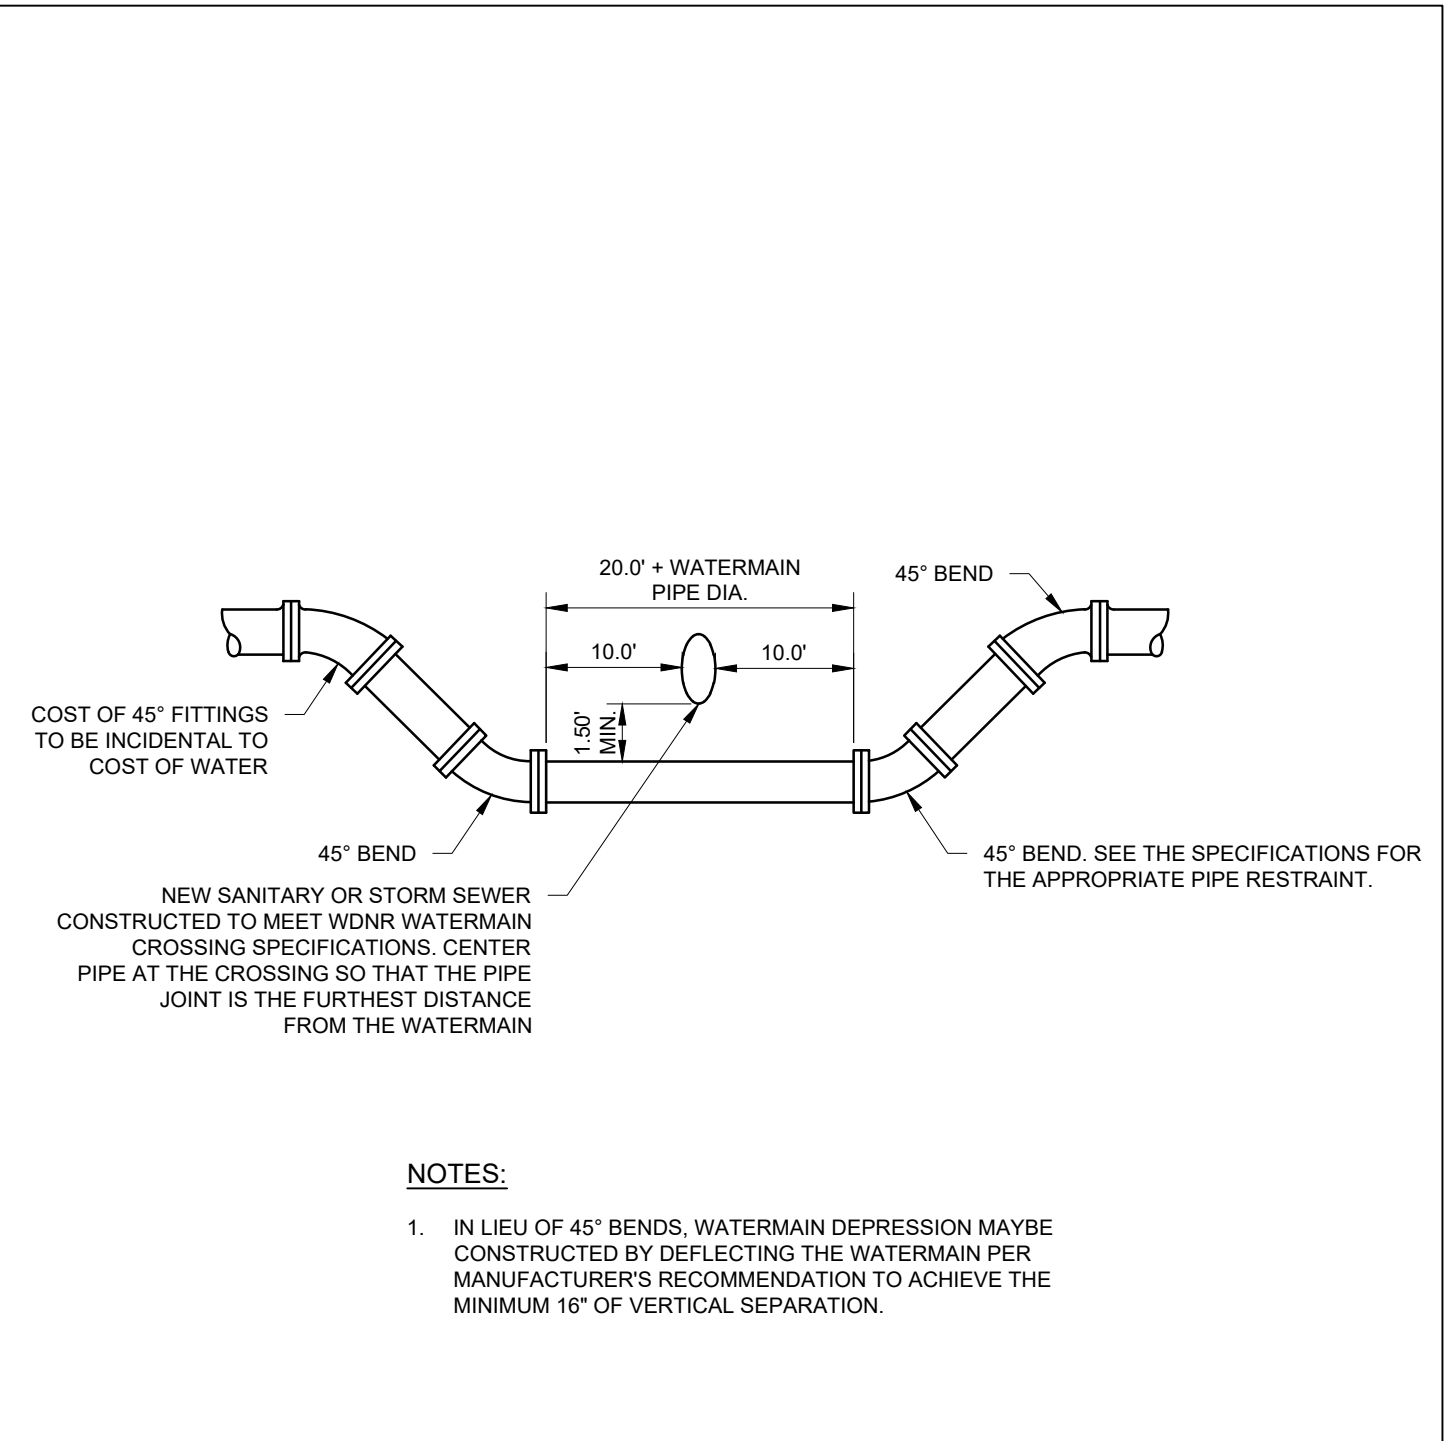 20.0' + WATERMAIN
PIPE DIA.
45° BEND
10.0'
10.0'
1.50'
MIN.
COST OF 45° FITTINGS
TO BE INCIDENTAL TO
COST OF WATER
45° BEND
45° BEND. SEE THE SPECIFICATIONS FOR
THE APPROPRIATE PIPE RESTRAINT.
NEW SANITARY OR STORM SEWER
CONSTRUCTED TO MEET WDNR WATERMAIN
CROSSING SPECIFICATIONS. CENTER
PIPE AT THE CROSSING SO THAT THE PIPE
JOINT IS THE FURTHEST DISTANCE
FROM THE WATERMAIN
NOTES:
1. IN LIEU OF 45° BENDS, WATERMAIN DEPRESSION MAYBE
CONSTRUCTED BY DEFLECTING THE WATERMAIN PER
MANUFACTURER'S RECOMMENDATION TO ACHIEVE THE
MINIMUM 16" OF VERTICAL SEPARATION.